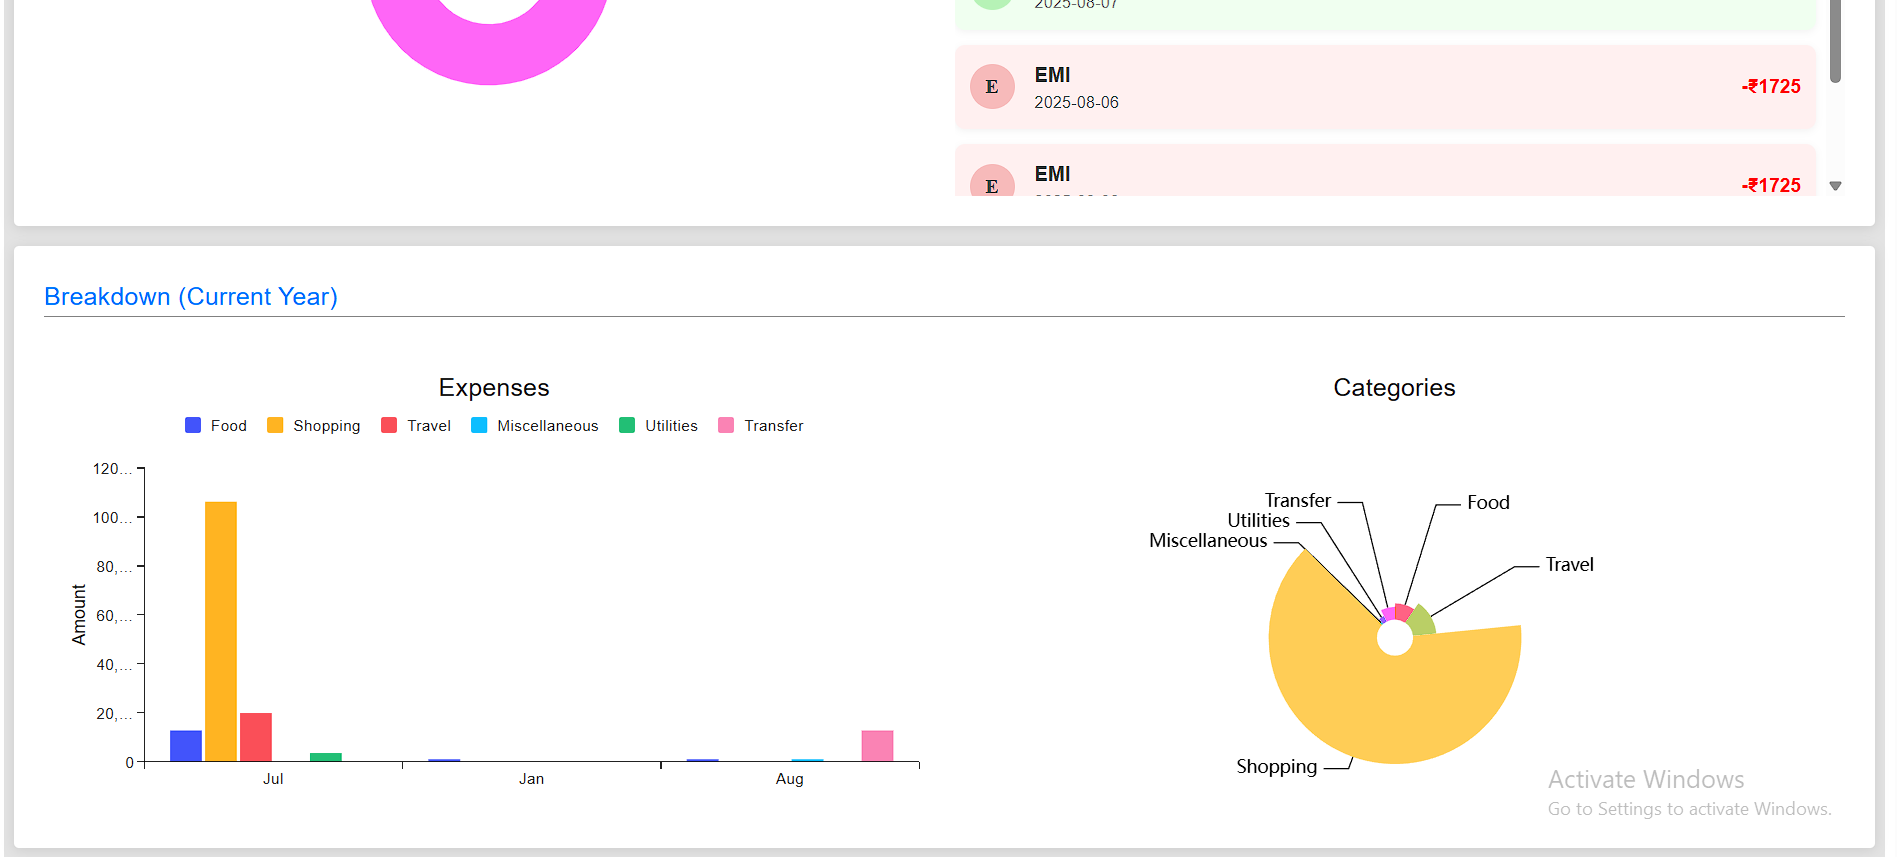 2025-08-07
E
EMI
2025-08-06
-₹1725
E
EMI
-₹1725
Breakdown (Current Year)
Expenses
Food
Shopping
Travel
Miscellaneous
Utilities
Transfer
120...
100...
80,...
60,...
40,...
20,...
0
Amount
Jul
Jan
Aug
Categories
Transfer
Utilities
Miscellaneous
Food
Travel
Shopping
Activate Windows
Go to Settings to activate Windows.